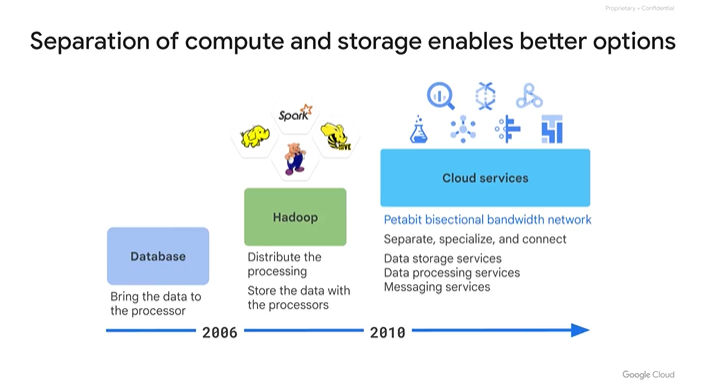 Proprietary + Confidential
Separation of compute and storage enables better options
Spark
HIVE
Cloud services
Hadoop
Database
Petabit bisectional bandwidth network
Separate, specialize, and connect
Data storage services
Data processing services
Messaging services
Distribute the
processing
Store the data with
the processors
Bring the data to
the processor
2006
2010
Google Cloud